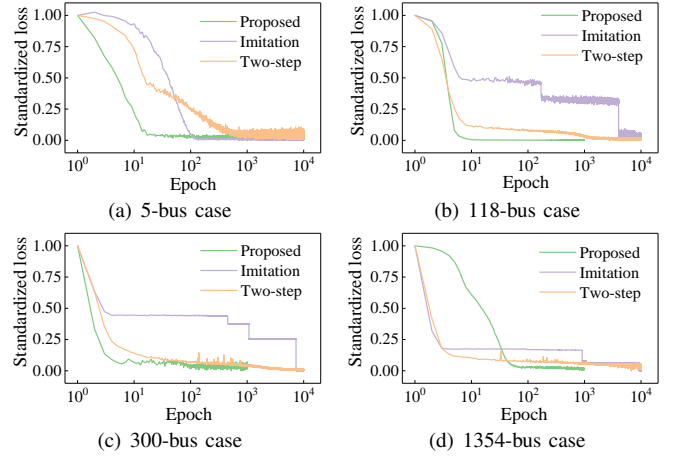 Standardized loss
1.00
0.75
0.50
0.25
0.00
Proposed
Imitation
Two-step
10^0 10^1 10^2 10^3 10^4
Epoch
(a) 5-bus case
Standardized loss
1.00
0.75
0.50
0.25
0.00
Proposed
Imitation
Two-step
10^0 10^1 10^2 10^3 10^4
Epoch
(b) 118-bus case
Standardized loss
1.00
0.75
0.50
0.25
0.00
Proposed
Imitation
Two-step
10^0 10^1 10^2 10^3 10^4
Epoch
(c) 300-bus case
Standardized loss
1.00
0.75
0.50
0.25
0.00
Proposed
Imitation
Two-step
10^0 10^1 10^2 10^3 10^4
Epoch
(d) 1354-bus case